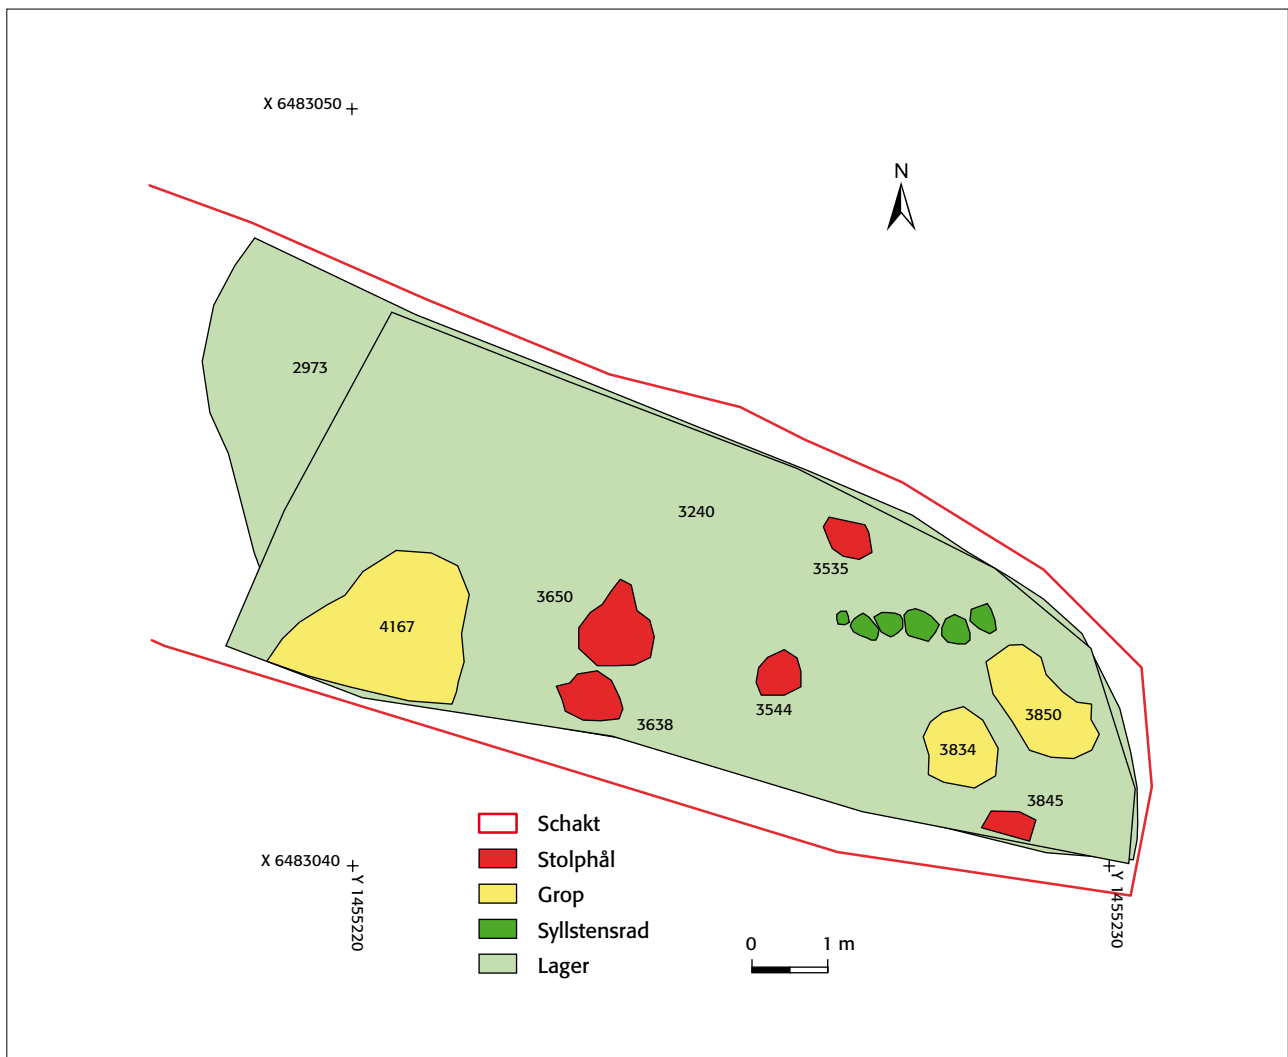 X 6483050
N
2973
3240
3535
3650
4167
3544
3638
3850
3834
3845
X 6483040
Y 1455220
Y 1455230
Schakt
Stolphål
Grop
Syllstensrad
Lager
0 1 m